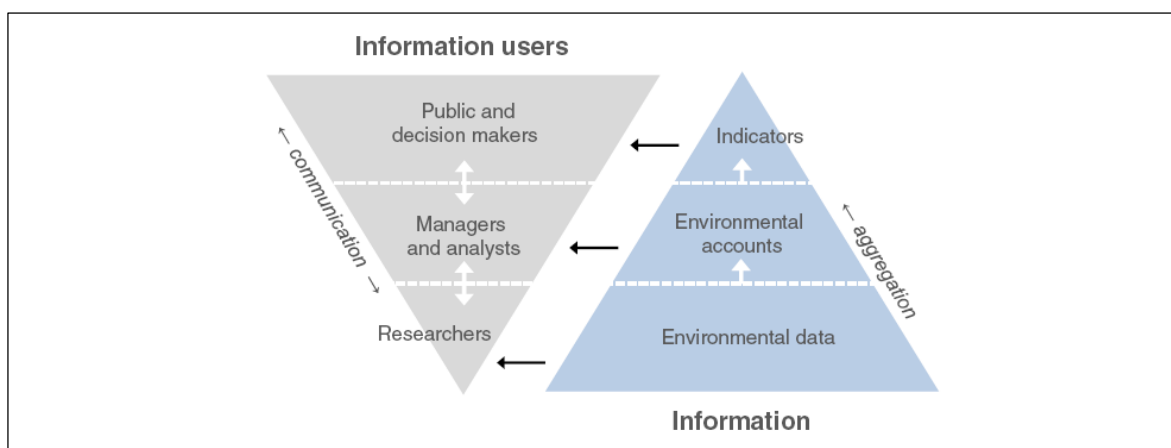 Information users
Public and
decision makers
Managers
and analysts
Researchers
← communication →
Indicators
Environmental
accounts
Environmental data
← aggregation
Information